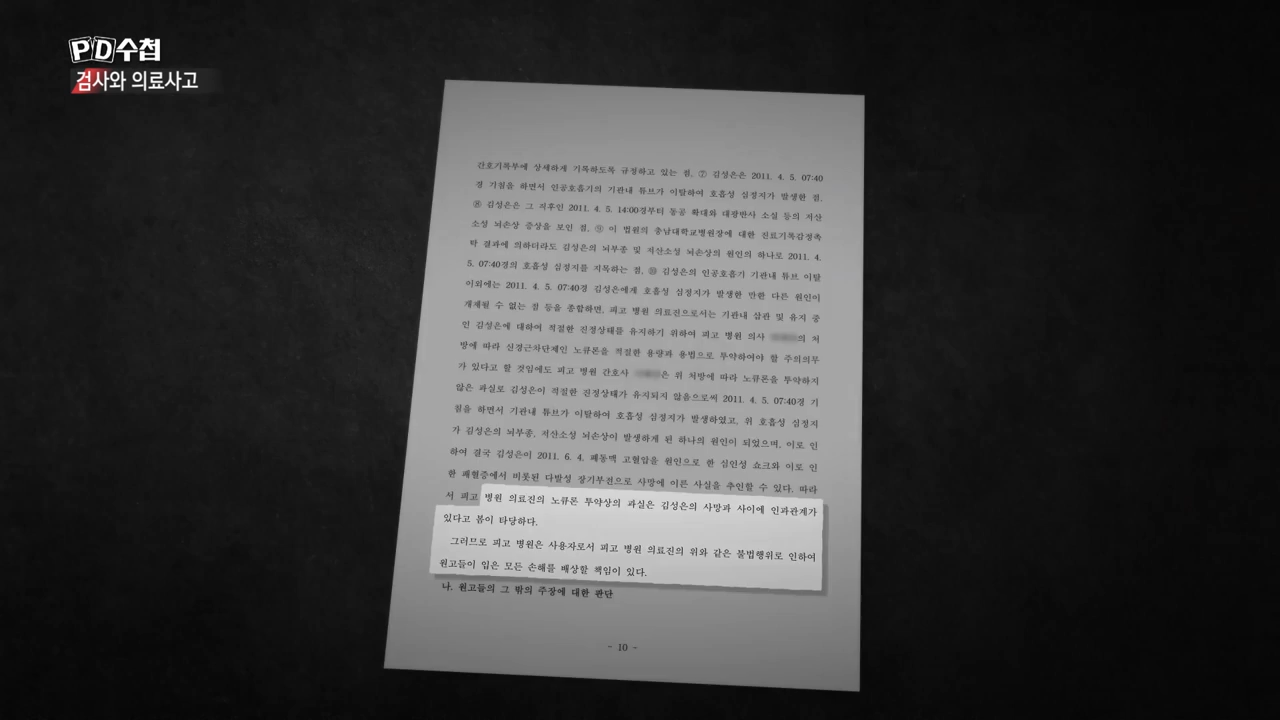 PD수첩
검사와 의료사고
간호기록부에 상세하게 기록하도록 규정하고 있는 점, ⑦ 김성은은 2011. 4. 5. 07:40
경 기침을 하면서 인공호흡기의 기관내 튜브가 이탈하여 호흡성 심정지가 발생한 점,
⑧ 김성은은 그 직후인 2011. 4. 5. 14:00경부터 동공 확대와 대광반사 소실 등의 저산
소성 뇌손상 증상을 보인 점, ⑨ 이 법원의 충남대학교병원장에 대한 진료기록감정촉
탁 결과에 의하더라도 김성은의 뇌부종 및 저산소성 뇌손상의 원인의 하나로 2011. 4.
5. 07:40경의 호흡성 심정지를 지목하는 점, ⑩ 김성은의 인공호흡기 기관내 튜브 이탈
이외에는 2011. 4. 5. 07:40경 김성은에게 호흡성 심정지가 발생한 만한 다른 원인이
게재될 수 없는 점 등을 종합하면, 피고 병원 의료진으로서는 기관내 삽관 및 유지 중
인 김성은에 대하여 적절한 진정상태를 유지하기 위하여 피고 병원 의사 의 처
방에 따라 신경근차단제인 노큐론을 적절한 용량과 용법으로 투약하여야 할 주의의무
가 있다고 할 것임에도 피고 병원 간호사 은 위 처방에 따라 노큐론을 투약하지
않은 과실로 김성은이 적절한 진정상태가 유지되지 않음으로써 2011. 4. 5. 07:40경 기
침을 하면서 기관내 튜브가 이탈하여 호흡성 심정지가 발생하였고, 위 호흡성 심정지
가 김성은의 뇌부종, 저산소성 뇌손상이 발생하게 된 하나의 원인이 되었으며, 이로 인
하여 결국 김성은이 2011. 6. 4. 폐동맥 고혈압을 원인으로 한 심인성 쇼크와 이로 인
한 패혈증에서 비롯된 다발성 장기부전으로 사망에 이른 사실을 추인할 수 있다. 따라
서 피고 병원 의료진의 노큐론 투약상의 과실은 김성은의 사망과 사이에 인과관계가
있다고 봄이 타당하다.
그러므로 피고 병원은 사용자로서 피고 병원 의료진의 위와 같은 불법행위로 인하여
원고들이 입은 모든 손해를 배상할 책임이 있다.
나. 원고들의 그 밖의 주장에 대한 판단
- 10 -